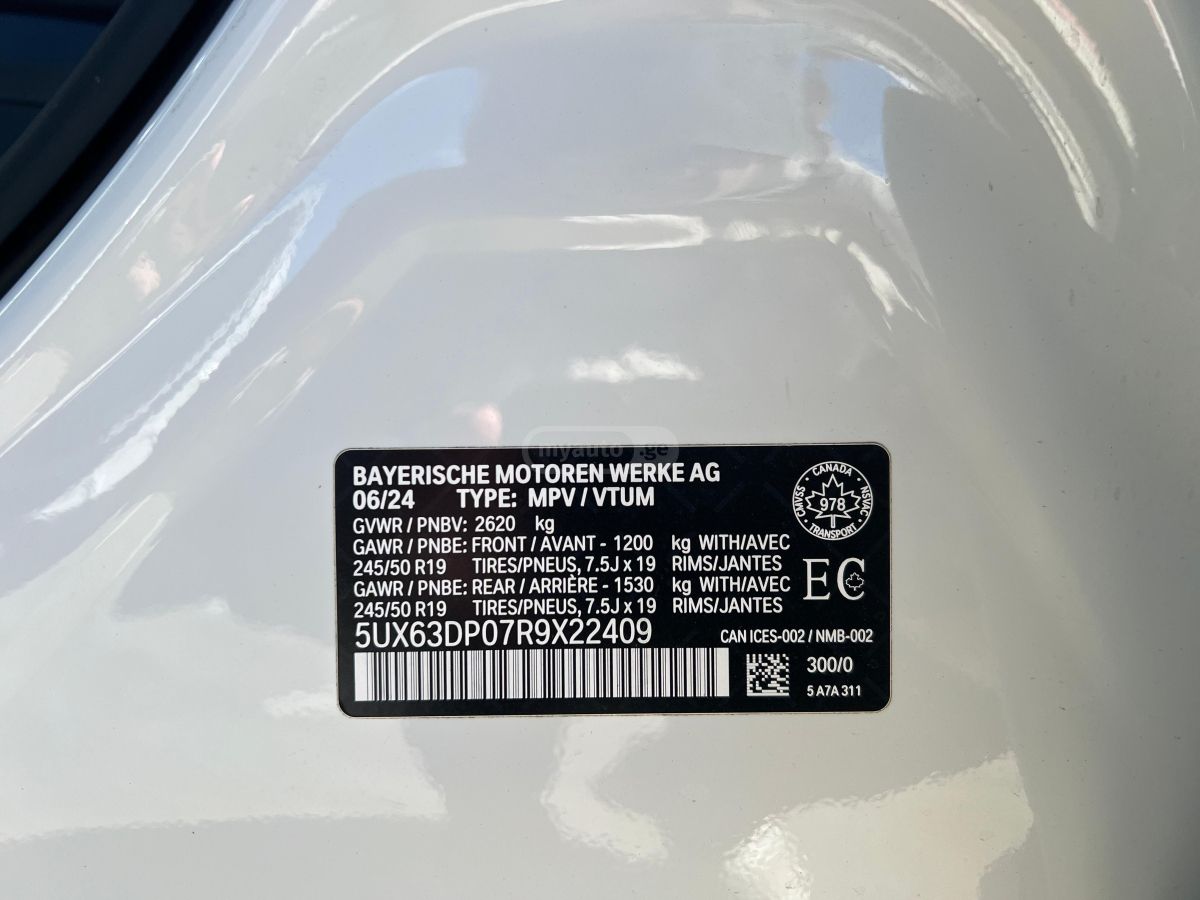 myauto.ge
BAYERISCHE MOTOREN WERKE AG
06/24 TYPE: MPV / VTUM
GVWR / PNBV: 2620 kg
GAWR / PNBE: FRONT / AVANT - 1200 kg WITH/AVEC
245/50 R19 TIRES/PNEUS, 7.5J x 19 RIMS/JANTES
GAWR / PNBE: REAR / ARRIÈRE - 1530 kg WITH/AVEC
245/50 R19 TIRES/PNEUS, 7.5J x 19 RIMS/JANTES
5UX63DP07R9X22409
CANADA
CMVSS 978 NSVAC
TRANSPORT
EC
CAN ICES-002 / NMB-002
300/0
5 A7A 311